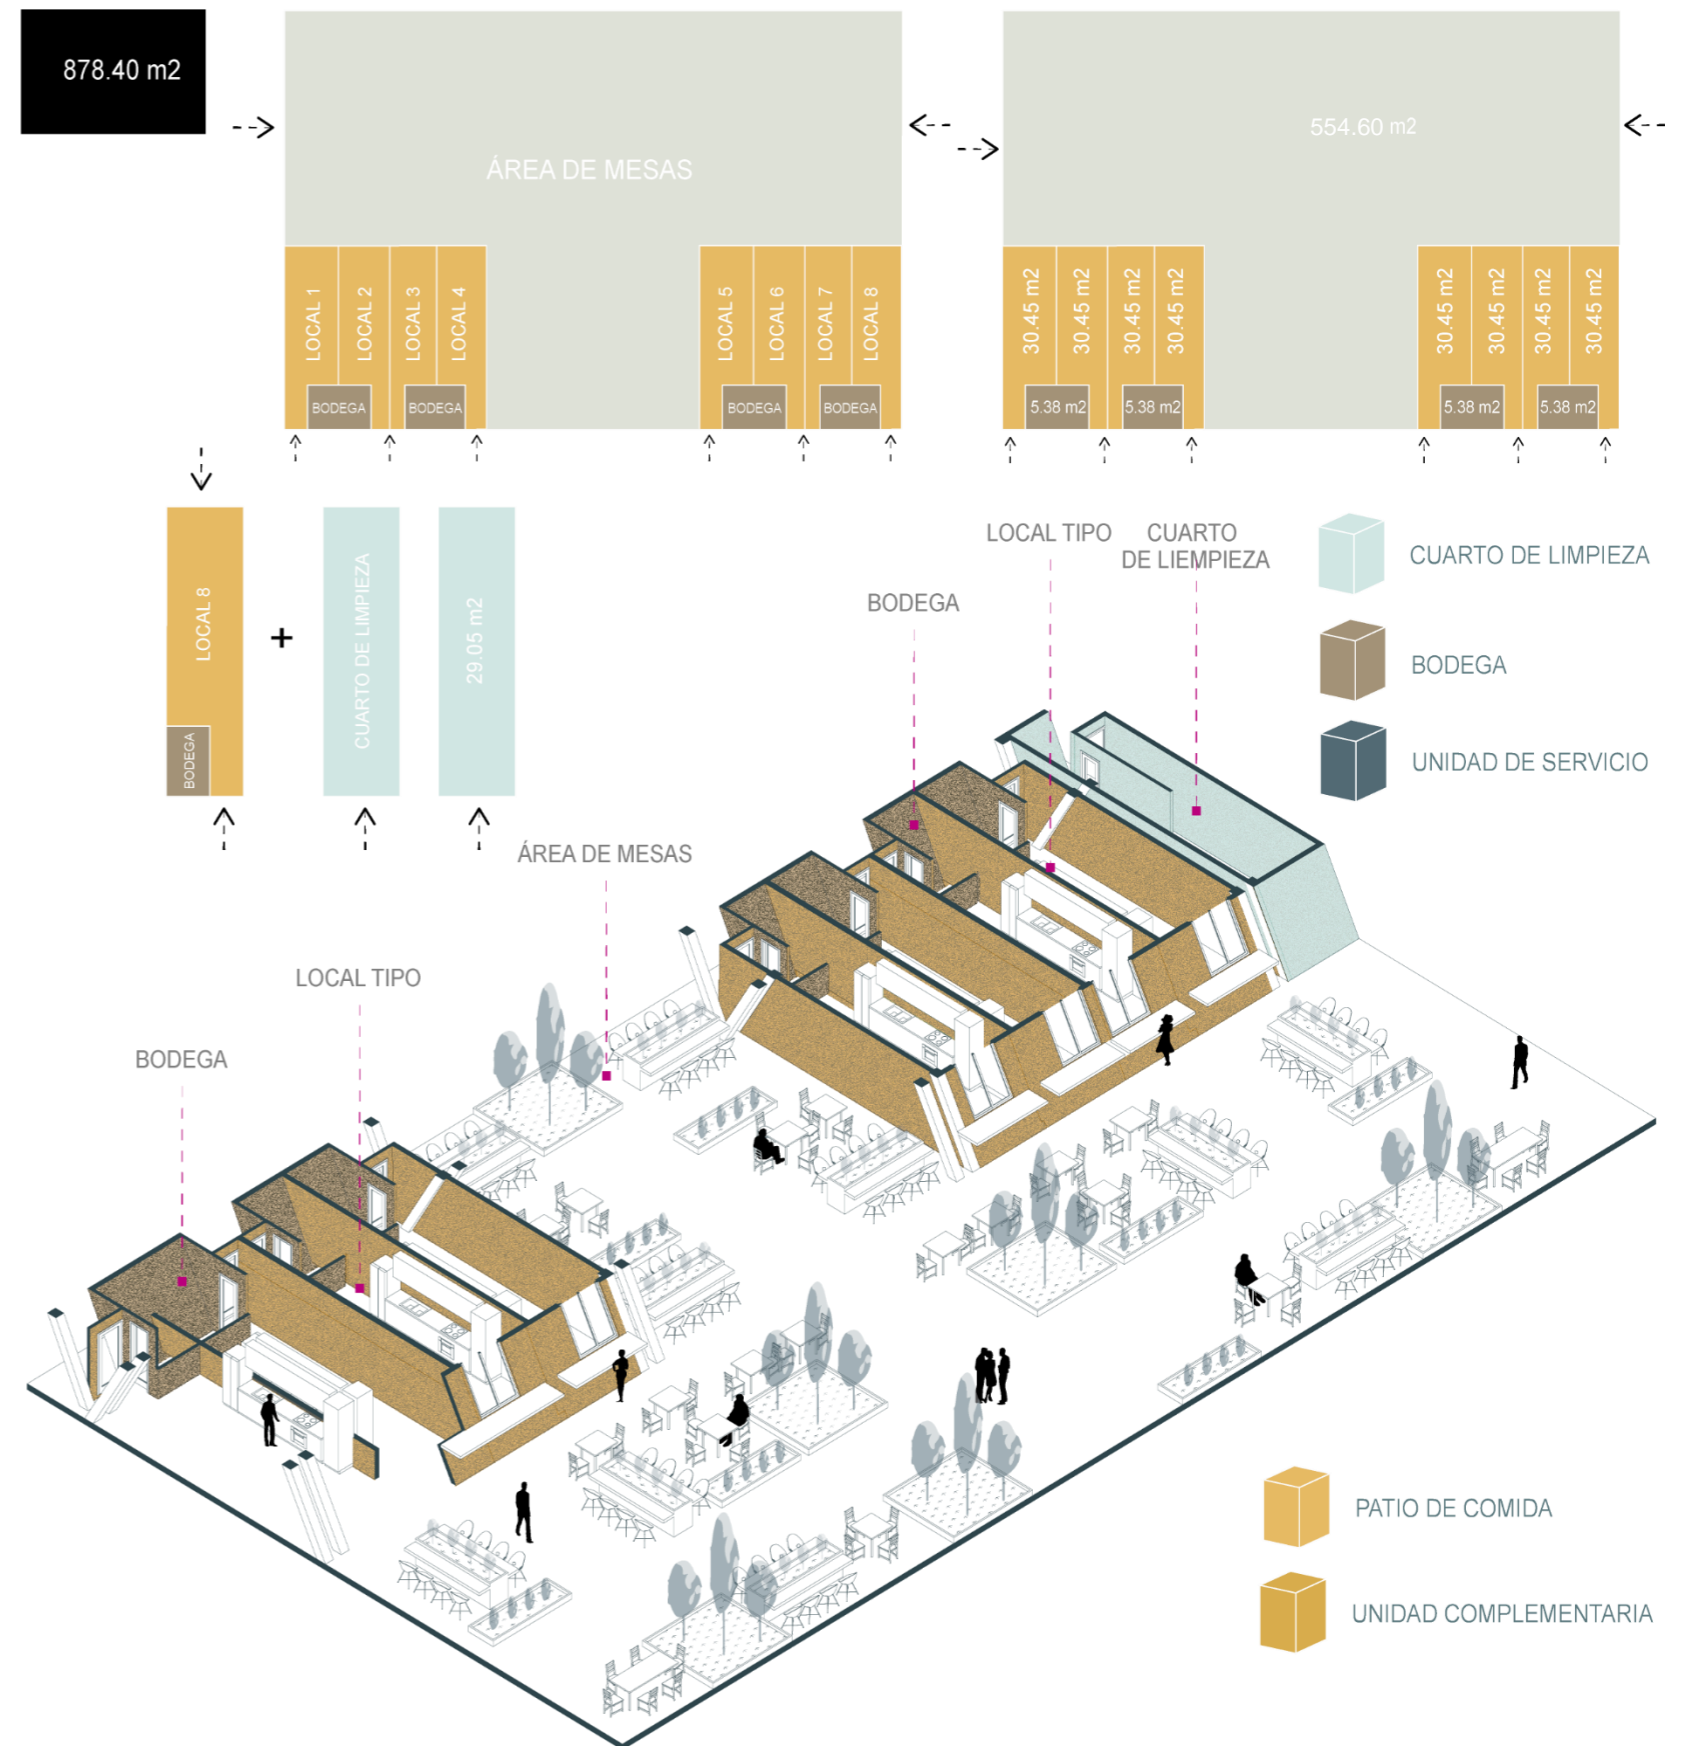 878.40 m2
ÁREA DE MESAS
554.60 m2
LOCAL 1
LOCAL 2
LOCAL 3
LOCAL 4
LOCAL 5
LOCAL 6
LOCAL 7
LOCAL 8
30.45 m2
30.45 m2
30.45 m2
30.45 m2
30.45 m2
30.45 m2
30.45 m2
30.45 m2
BODEGA
BODEGA
BODEGA
BODEGA
5.38 m2
5.38 m2
5.38 m2
5.38 m2
LOCAL 8
BODEGA
+
CUARTO DE LIMPIEZA
29.05 m2
LOCAL TIPO
CUARTO
DE LIEMPIEZA
BODEGA
CUARTO DE LIMPIEZA
BODEGA
UNIDAD DE SERVICIO
ÁREA DE MESAS
LOCAL TIPO
BODEGA
PATIO DE COMIDA
UNIDAD COMPLEMENTARIA